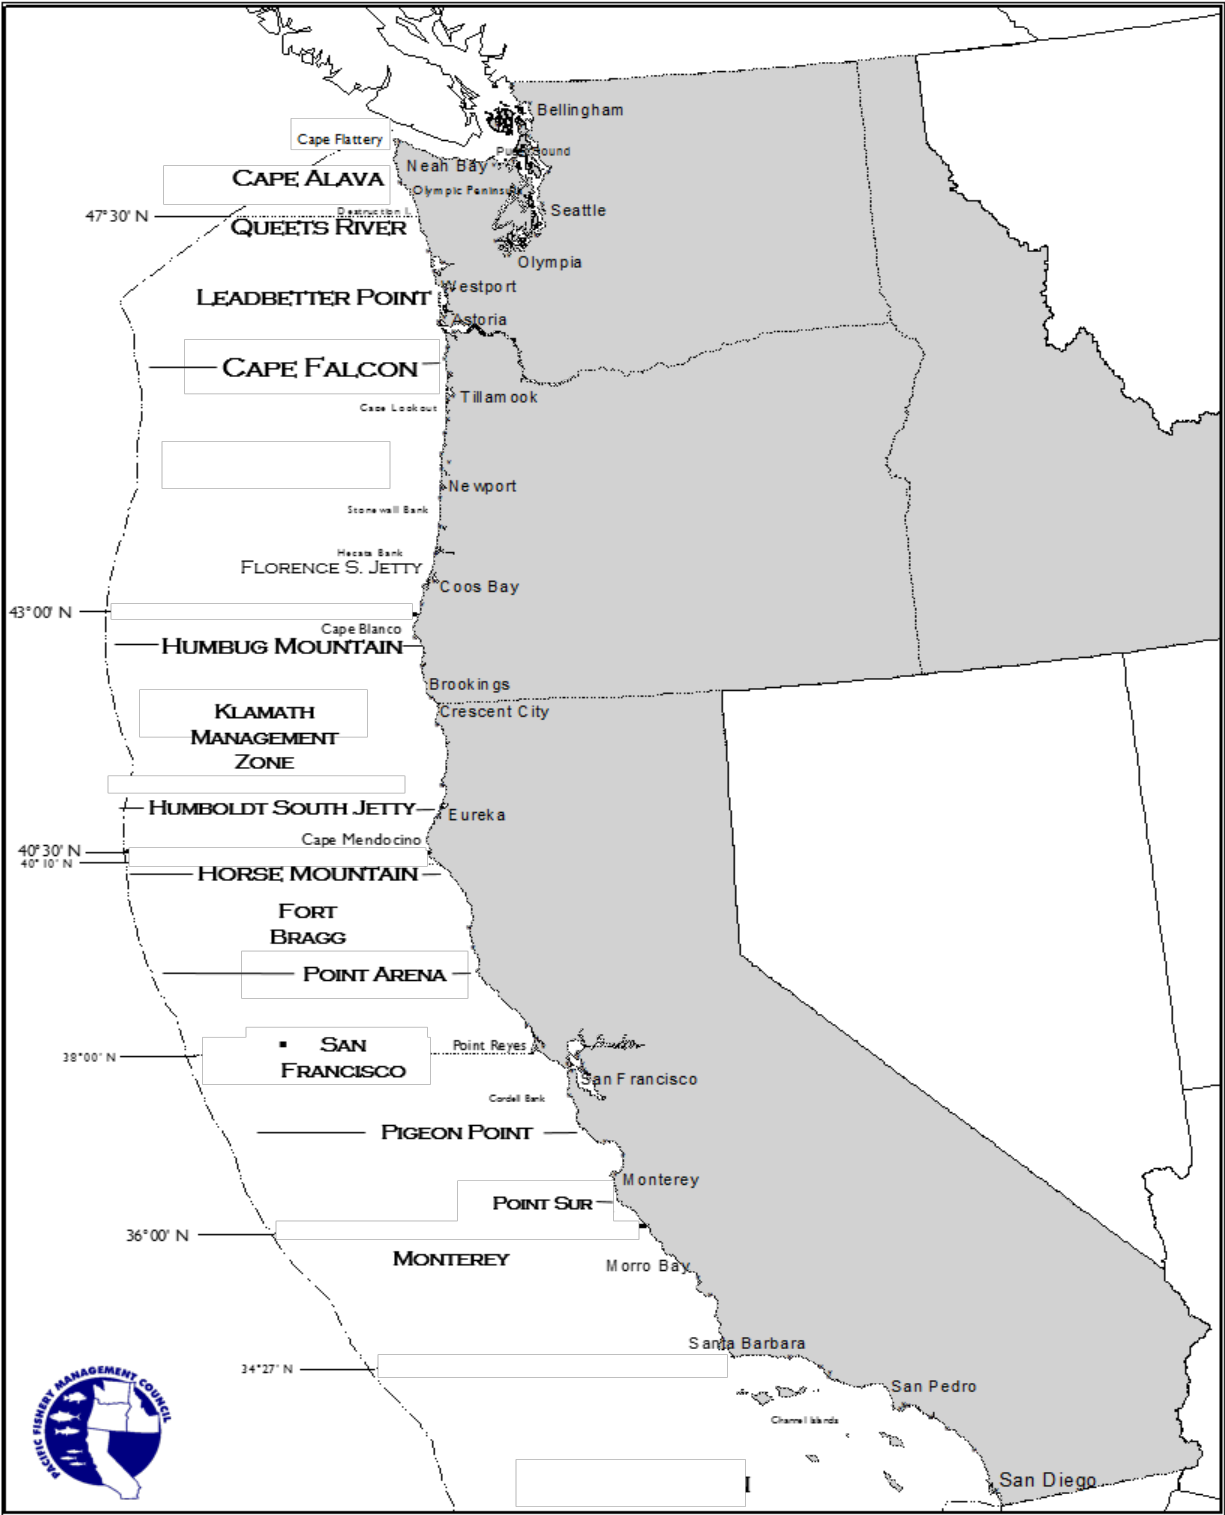 Bellingham
Cape Flattery
Neah Bay
CAPE ALAVA
Olympic Peninsula
Destruction I.
47°30' N
Seattle
QUEETS RIVER
Olympia
Westport
LEADBETTER POINT
Astoria
CAPE FALCON
Tillamook
Cape Lookout
Newport
Stonewall Bank
Hecata Bank
FLORENCE S. JETTY
Coos Bay
43°00' N
Cape Blanco
HUMBUG MOUNTAIN
Brookings
KLAMATH
MANAGEMENT
ZONE
Crescent City
HUMBOLDT SOUTH JETTY
Eureka
Cape Mendocino
40°30' N
40°10' N
HORSE MOUNTAIN
FORT
BRAGG
POINT ARENA
SAN
FRANCISCO
Point Reyes
38°00' N
San Francisco
Cordell Bank
PIGEON POINT
Monterey
POINT SUR
36°00' N
MONTEREY
Morro Bay
Santa Barbara
34°27' N
San Pedro
Channel Islands
San Diego
PACIFIC FISHERY MANAGEMENT COUNCIL